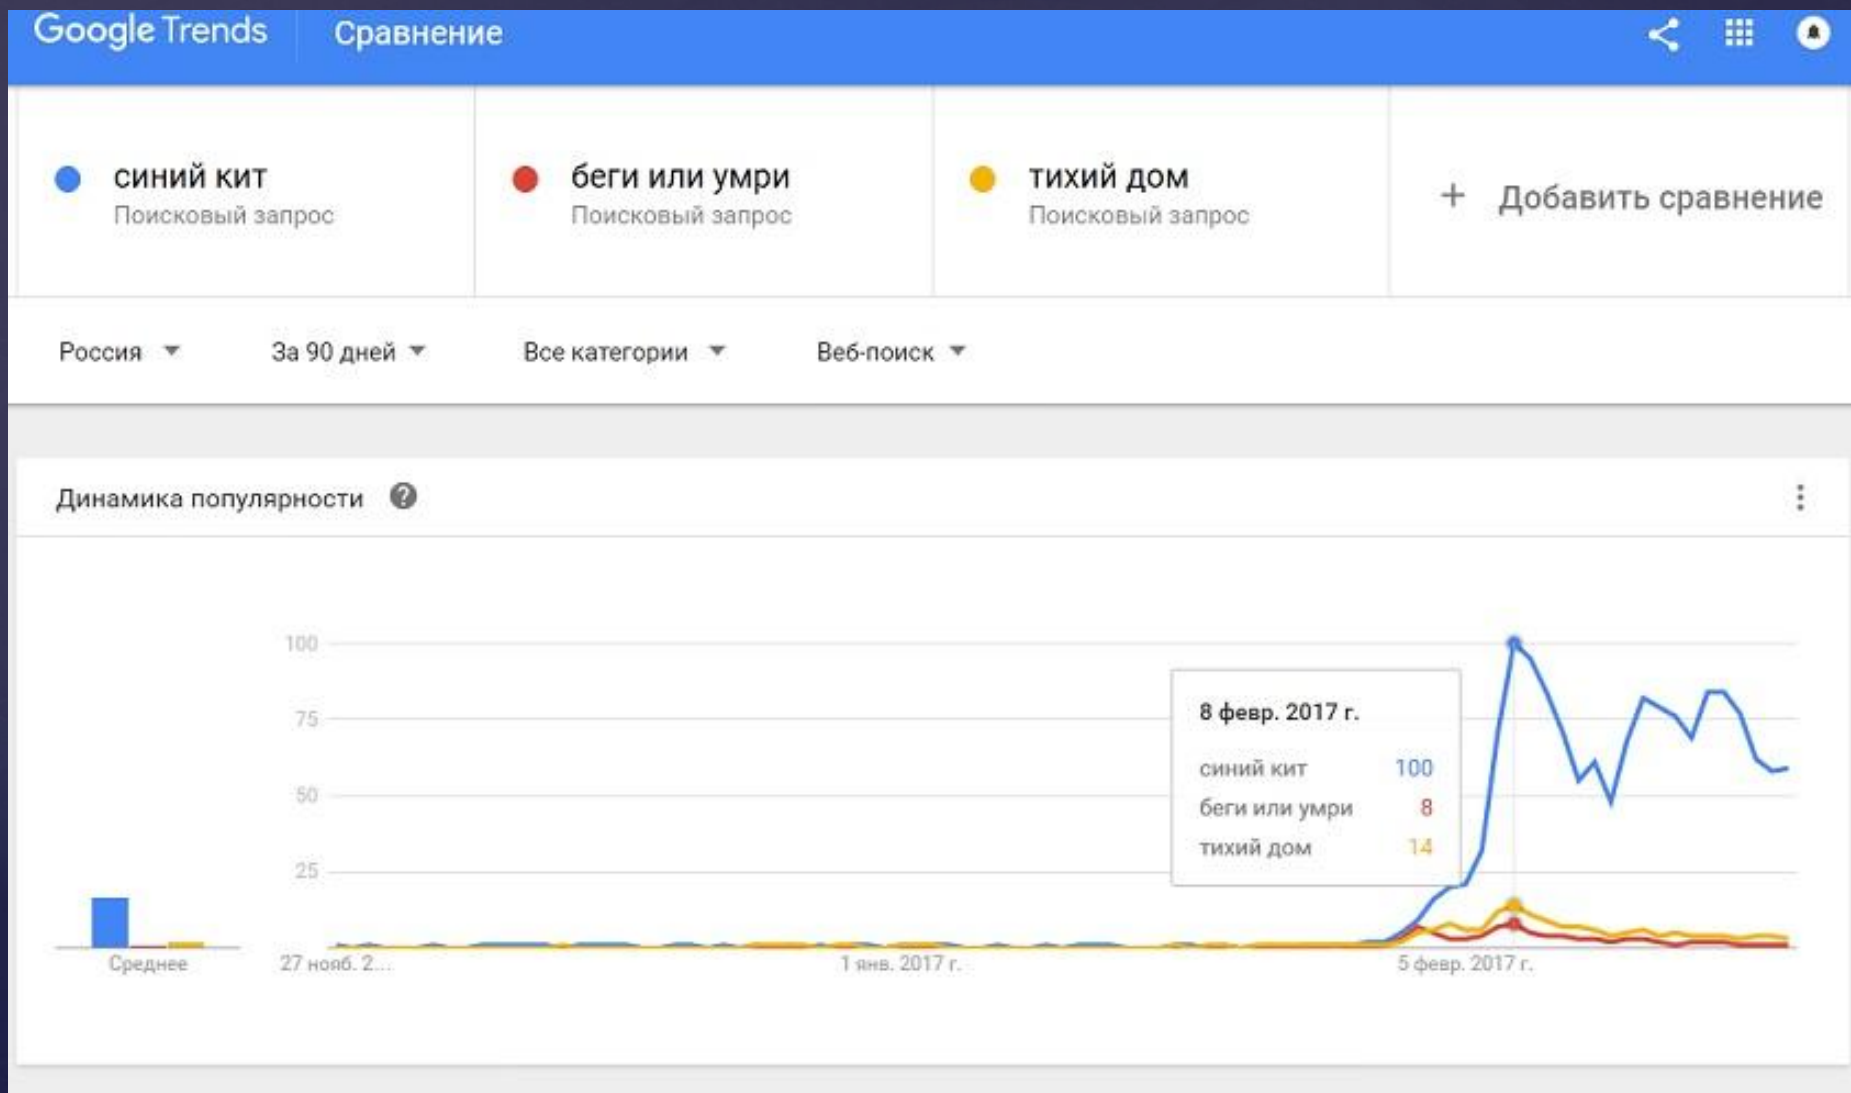 Google Trends Сравнение
синий кит
Поисковый запрос
беги или умри
Поисковый запрос
тихий дом
Поисковый запрос
+ Добавить сравнение
Россия За 90 дней Все категории Веб-поиск
Динамика популярности ?
100
75
50
25
8 февр. 2017 г.
синий кит 100
беги или умри 8
тихий дом 14
Среднее
27 нояб. 2... 1 янв. 2017 г. 5 февр. 2017 г.